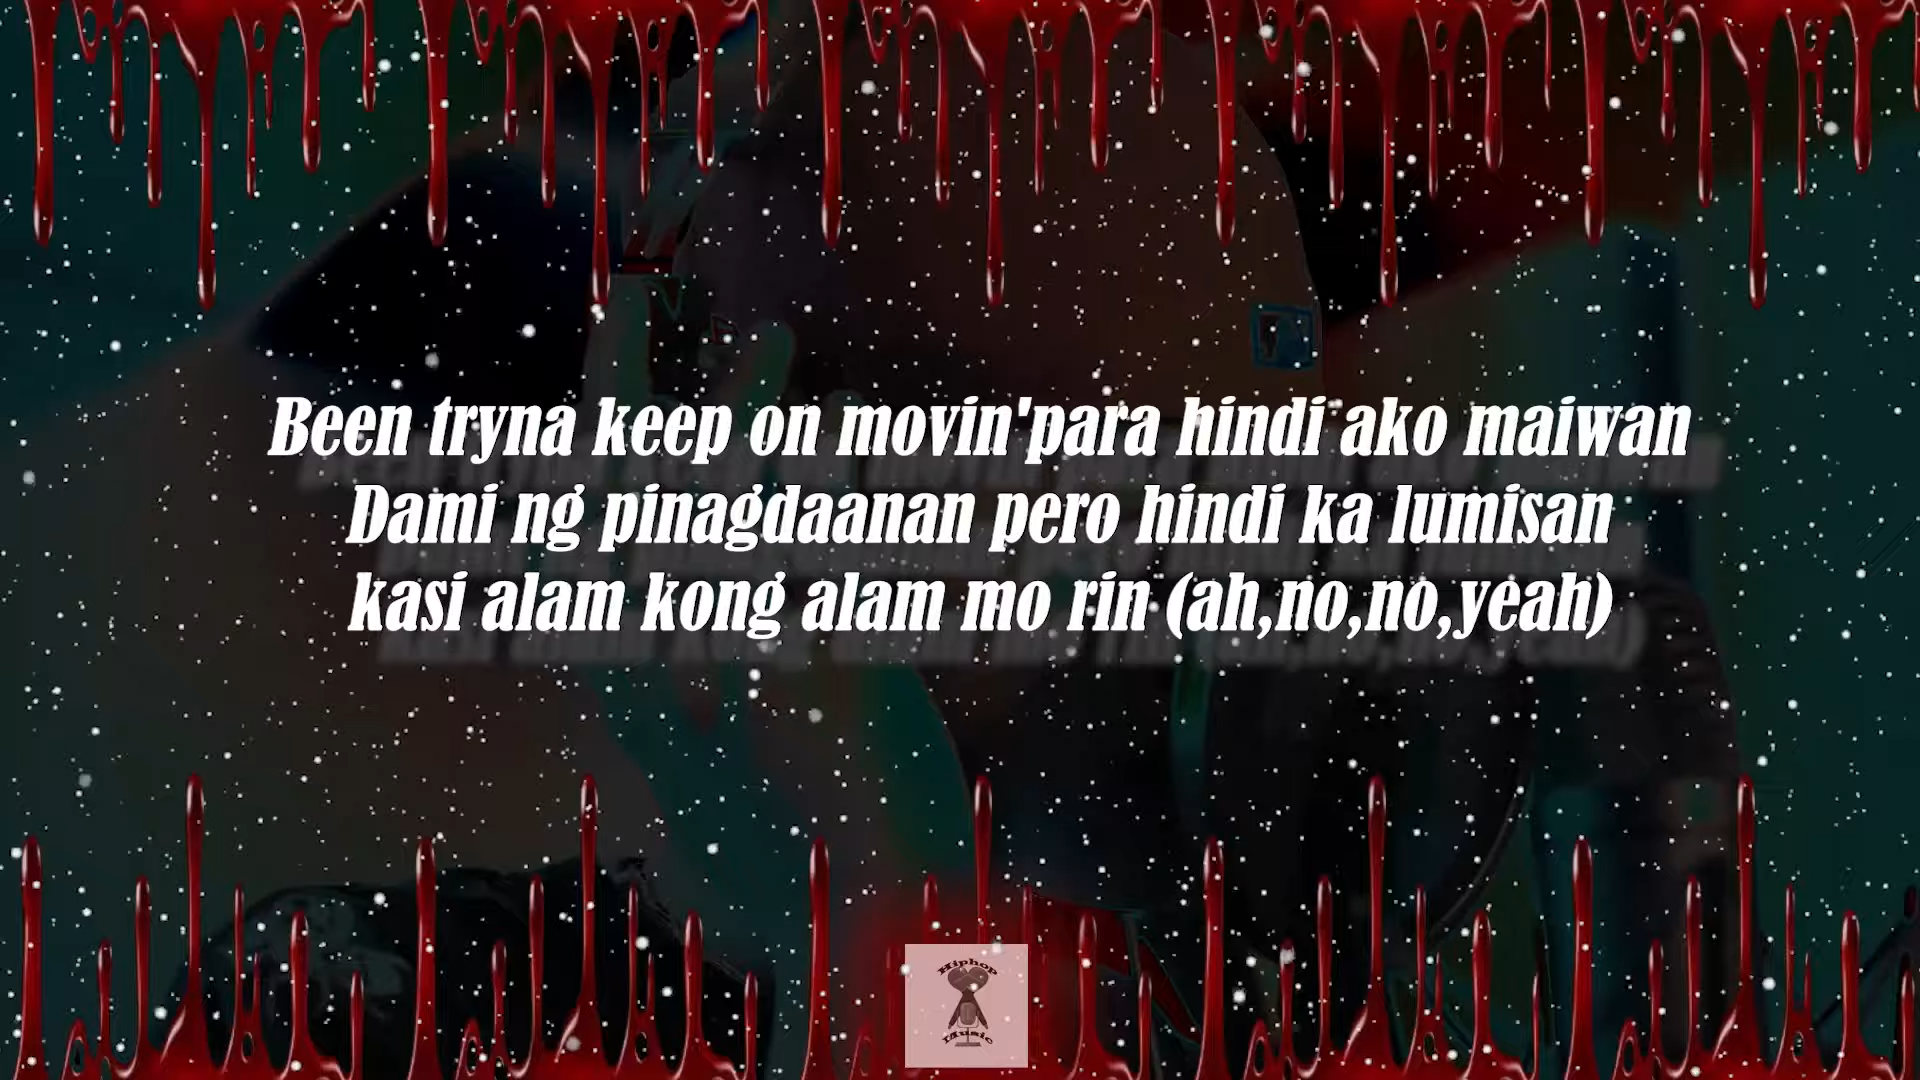 Been tryna keep on movin'para hindi ako maiwan
Dami ng pinagdaanan pero hindi ka lumisan
kasi alam kong alam mo rin (ah,no,no,yeah)
Hiphop
Music